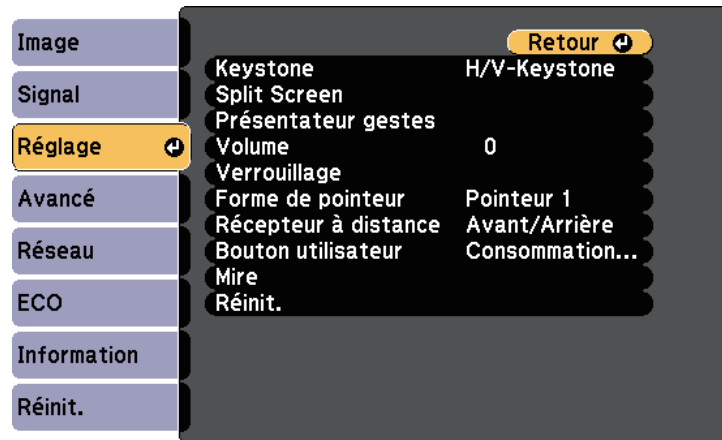 Image
Signal
Réglage
Avancé
Réseau
ECO
Information
Réinit.
Retour
Keystone H/V-Keystone
Split Screen
Présentateur gestes
Volume 0
Verrouillage
Forme de pointeur Pointeur 1
Récepteur à distance Avant/Arrière
Bouton utilisateur Consommation...
Mire
Réinit.